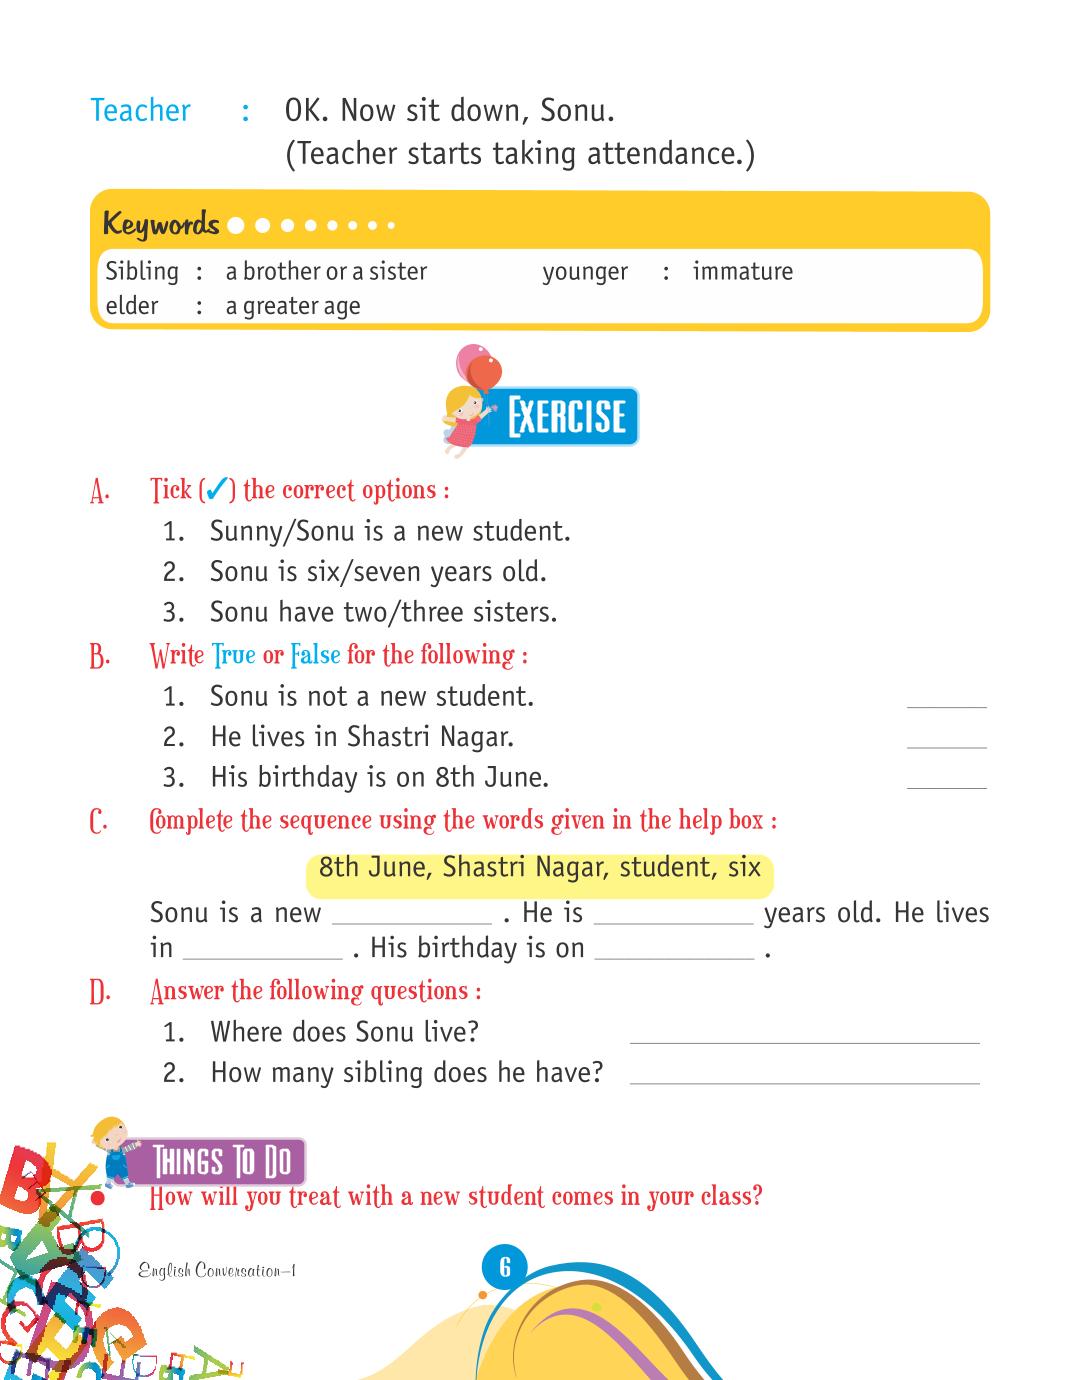 Teacher : OK. Now sit down, Sonu.
(Teacher starts taking attendance.)
Keywords
Sibling : a brother or a sister younger : immature
elder : a greater age
EXERCISE
A. Tick (✓) the correct options :
1. Sunny/Sonu is a new student.
2. Sonu is six/seven years old.
3. Sonu have two/three sisters.
B. Write True or False for the following :
1. Sonu is not a new student. ______
2. He lives in Shastri Nagar. ______
3. His birthday is on 8th June. ______
C. Complete the sequence using the words given in the help box :
8th June, Shastri Nagar, student, six
Sonu is a new ____________ . He is ____________ years old. He lives
in ____________ . His birthday is on ____________ .
D. Answer the following questions :
1. Where does Sonu live? __________________________
2. How many sibling does he have? __________________________
THINGS TO DO
• How will you treat with a new student comes in your class?
English Conversation–1
6